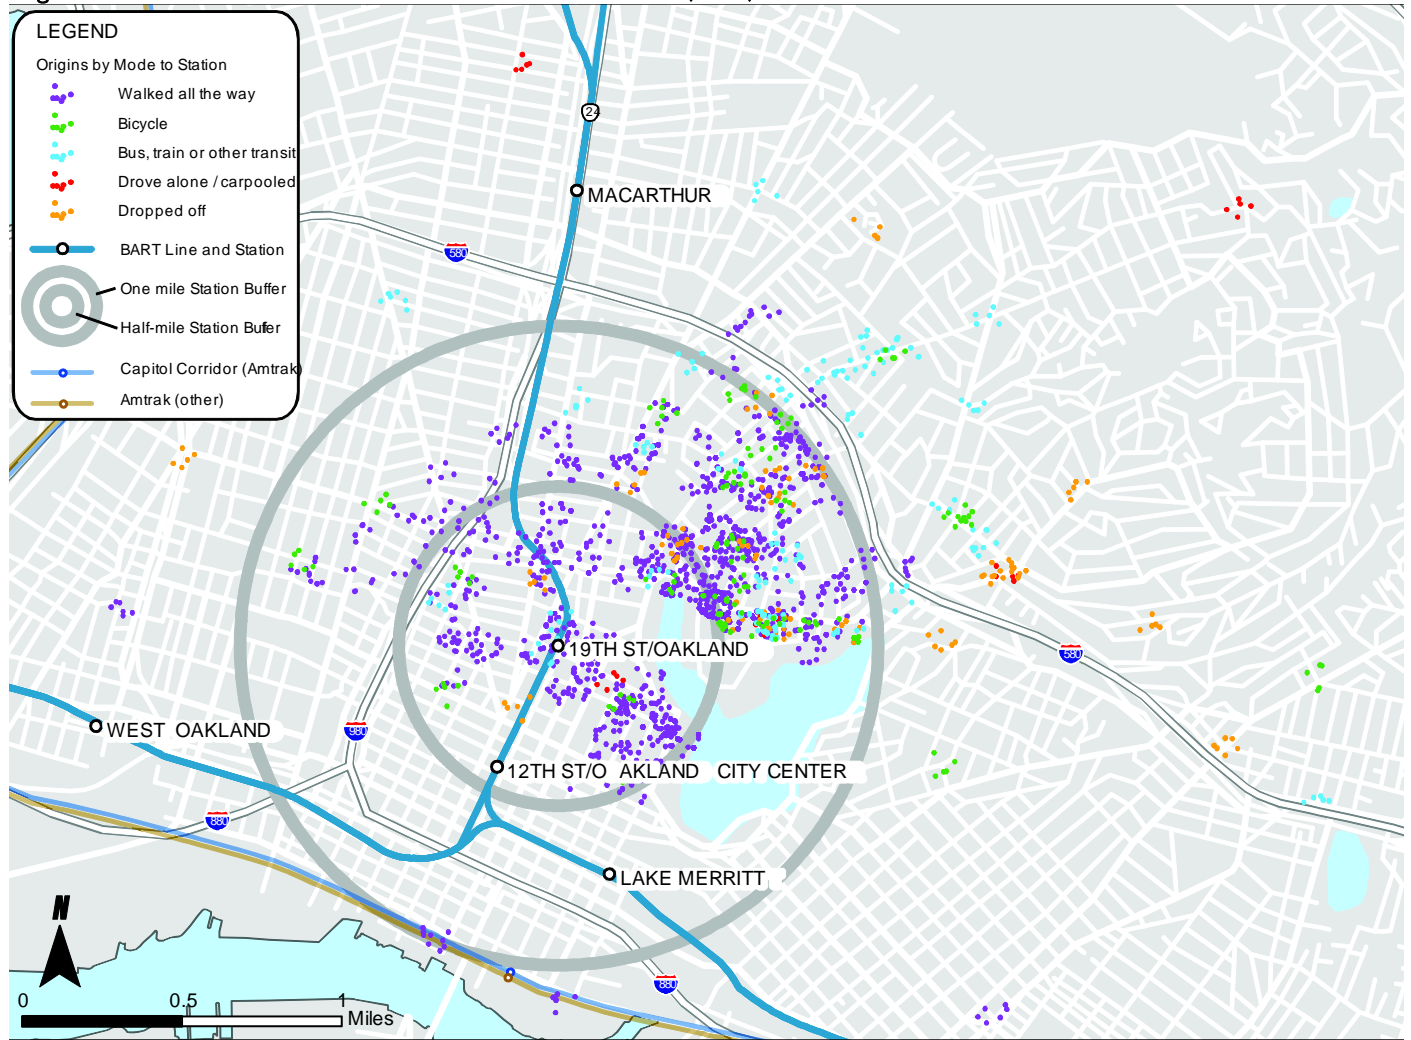 LEGEND
Origins by Mode to Station
Walked all the way
Bicycle
Bus, train or other transit
Drove alone / carpooled
Dropped off
BART Line and Station
One mile Station Buffer
Half-mile Station Buffer
Capitol Corridor (Amtrak)
Amtrak (other)
24
MACARTHUR
580
19TH ST/OAKLAND
580
WEST OAKLAND
980
12TH ST/O AKLAND CITY CENTER
880
LAKE MERRITT
N
880
0 0.5 1
Miles